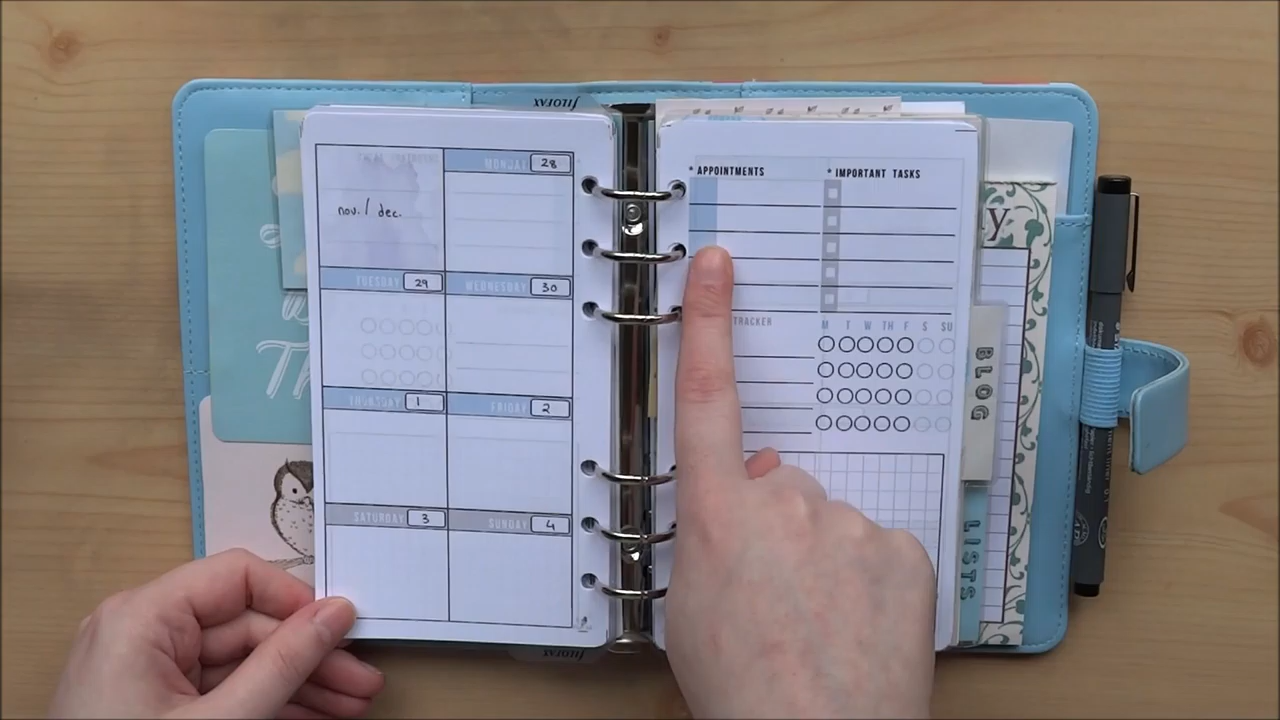 FILOFAX
nov. / dec.
MONDAY 28
TUESDAY 29
WEDNESDAY 30
THURSDAY 1
FRIDAY 2
SATURDAY 3
SUNDAY 4
* APPOINTMENTS
* IMPORTANT TASKS
TRACKER
M T W TH F S SU
y
BLOG
LISTS
FILOFAX